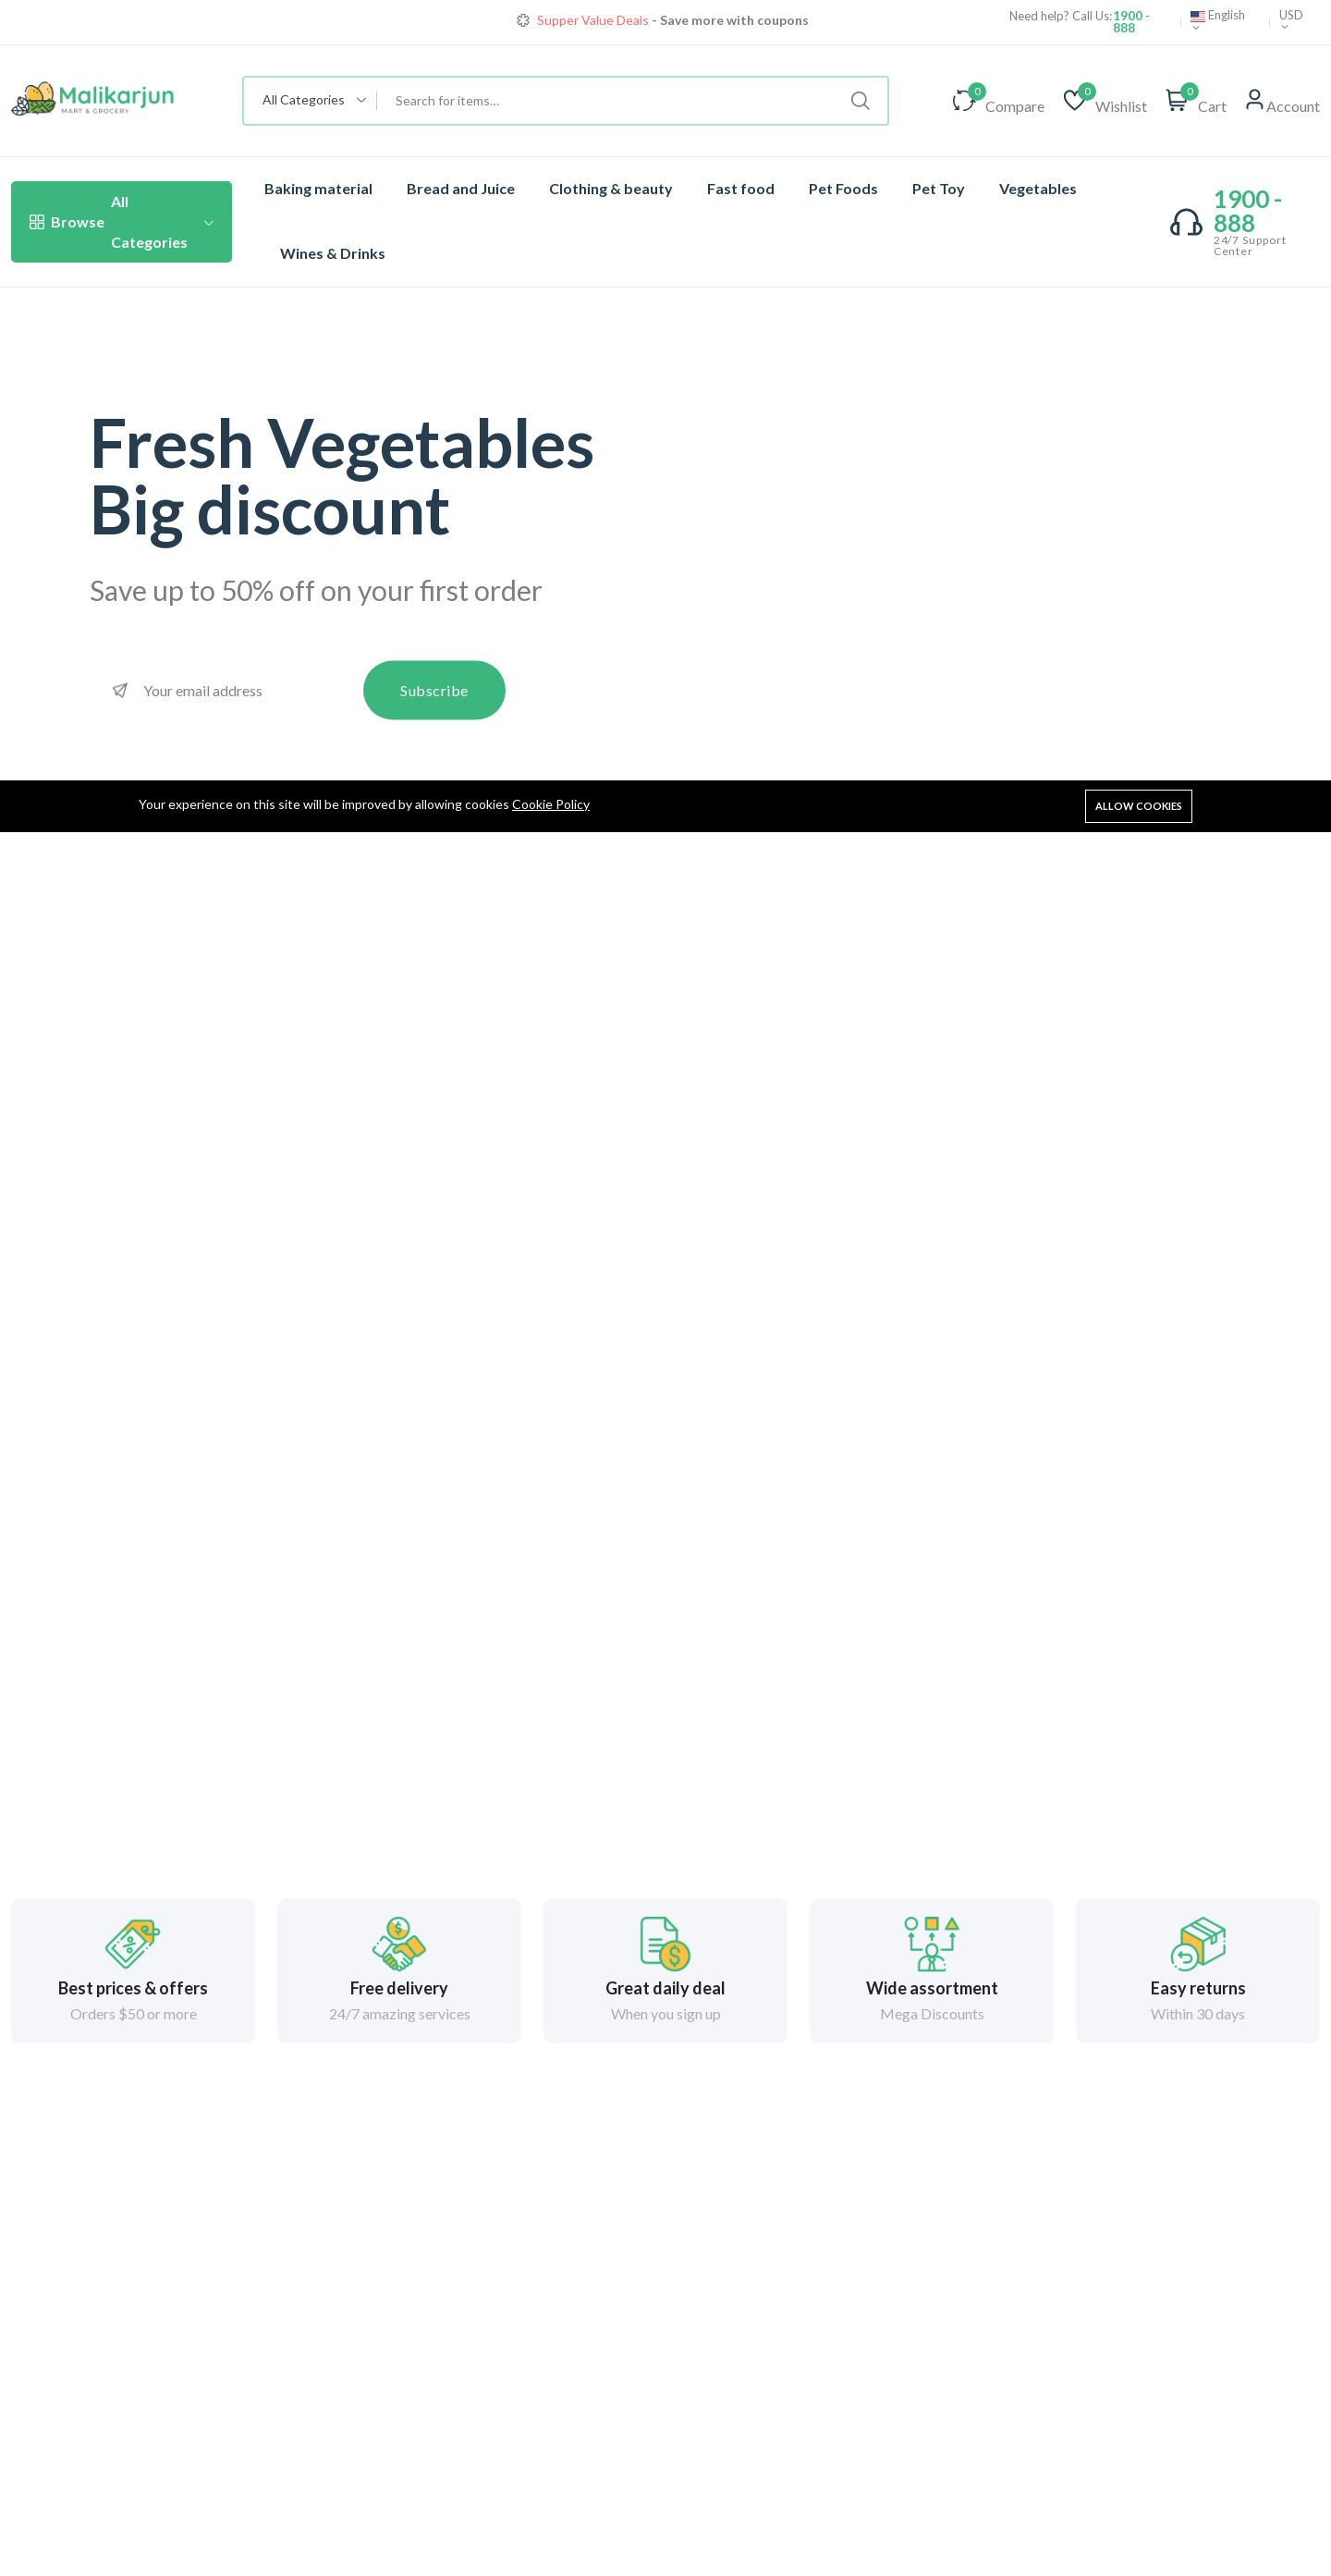 Supper Value Deals - Save more with coupons
Need help? Call Us: 1900 - 888
English
USD
Malikarjun
MART & GROCERY
All Categories
Search for items...
0 Compare
0 Wishlist
0 Cart
Account
Browse All Categories
Baking material
Bread and Juice
Clothing & beauty
Fast food
Pet Foods
Pet Toy
Vegetables
Wines & Drinks
1900 - 888
24/7 Support Center
Fresh Vegetables
Big discount
Save up to 50% off on your first order
Your email address
Subscribe
Your experience on this site will be improved by allowing cookies Cookie Policy
ALLOW COOKIES
Best prices & offers
Orders $50 or more
Free delivery
24/7 amazing services
Great daily deal
When you sign up
Wide assortment
Mega Discounts
Easy returns
Within 30 days